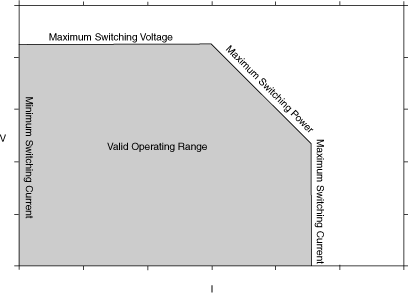 Maximum Switching Voltage
Maximum Switching Power
Minimum Switching Current
V
Valid Operating Range
Maximum Switching Current
I